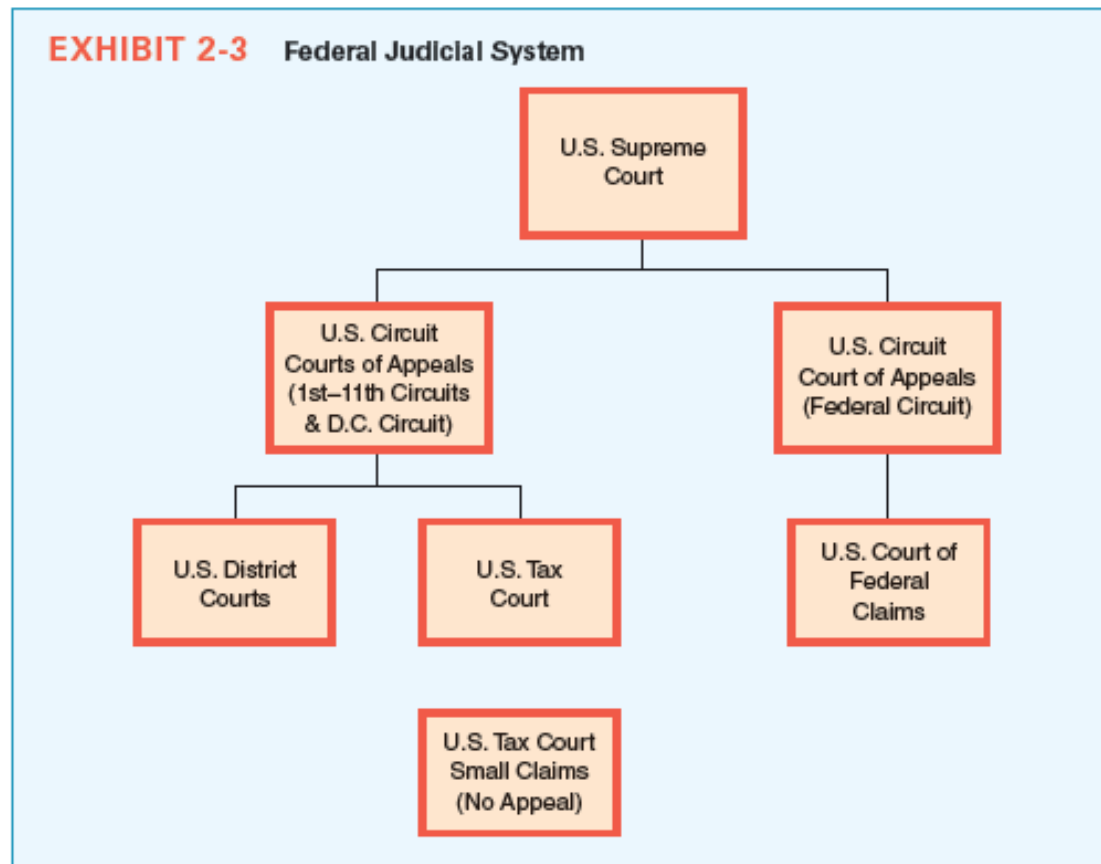 EXHIBIT 2-3 Federal Judicial System
U.S. Supreme
Court
U.S. Circuit
Courts of Appeals
(1st–11th Circuits
& D.C. Circuit)
U.S. Circuit
Court of Appeals
(Federal Circuit)
U.S. District
Courts
U.S. Tax
Court
U.S. Court of
Federal
Claims
U.S. Tax Court
Small Claims
(No Appeal)